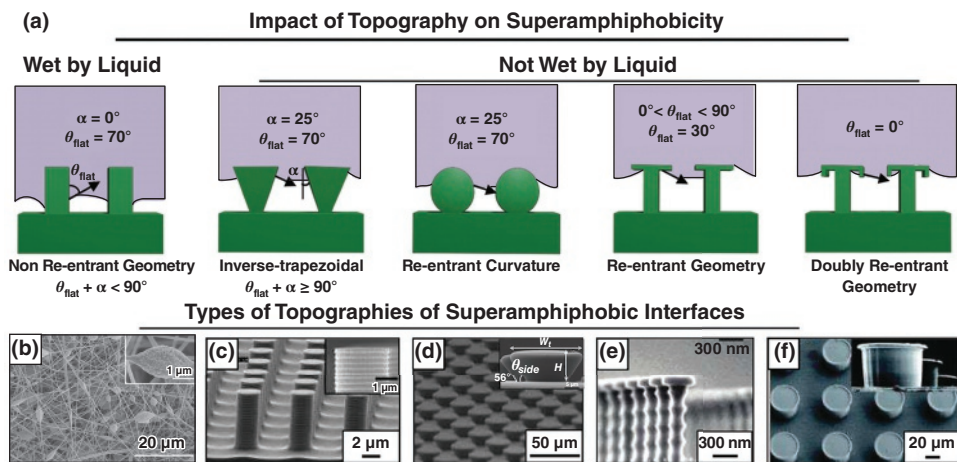 (a)
Impact of Topography on Superamphiphobicity
Wet by Liquid
Not Wet by Liquid
α = 0°
θflat = 70°
θflat
α = 25°
θflat = 70°
α
α = 25°
θflat = 70°
0°< θflat < 90°
θflat = 30°
θflat = 0°
Non Re-entrant Geometry
θflat + α < 90°
Inverse-trapezoidal
θflat + α ≥ 90°
Re-entrant Curvature
Re-entrant Geometry
Doubly Re-entrant
Geometry
Types of Topographies of Superamphiphobic Interfaces
(b)
1 μm
20 μm
(c)
1 μm
2 μm
(d)
Wt
θside
H
56°
5 μm
50 μm
(e)
300 nm
300 nm
(f)
20 μm